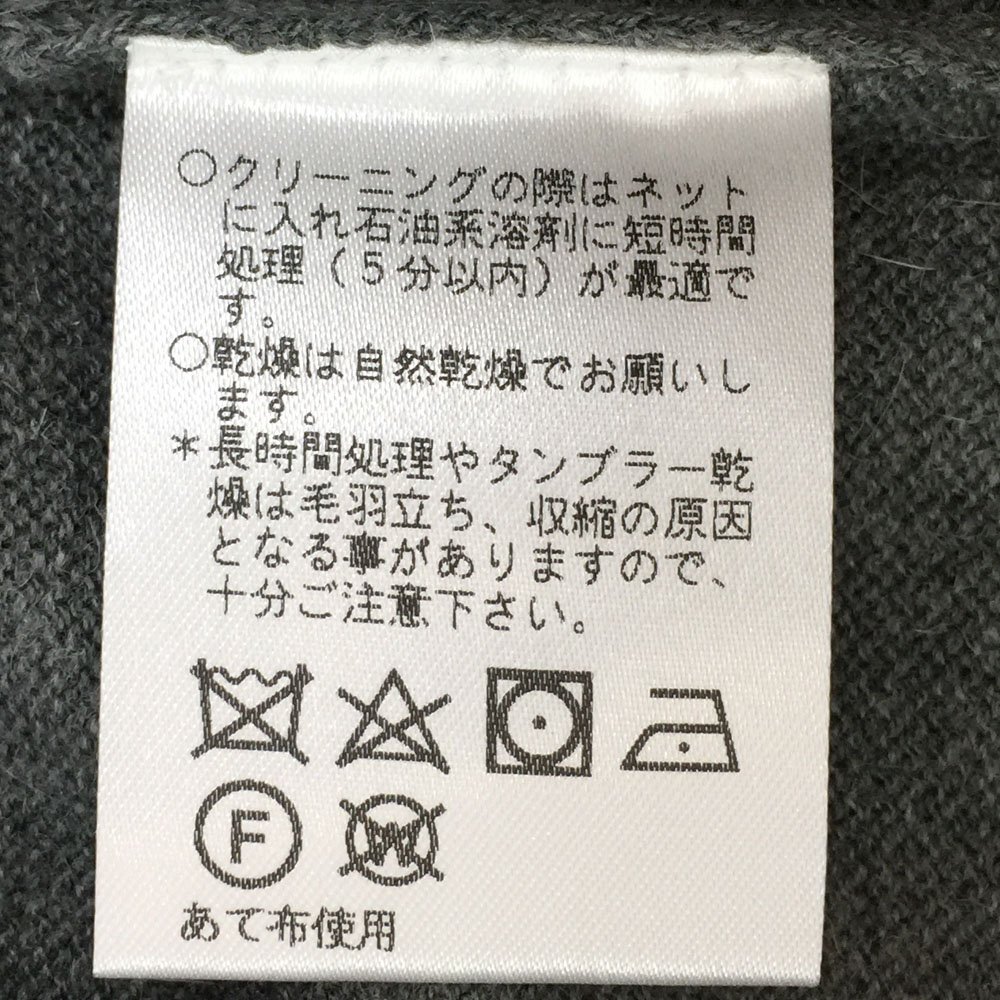 ○クリーニングの際はネット
に入れ石油系溶剤に短時間
処理(5分以内)が最適で
す。
○乾燥は自然乾燥でお願いし
ます。
*長時間処理やタンブラー乾
燥は毛羽立ち、収縮の原因
となる事がありますので、
十分ご注意下さい。
F
W
あて布使用